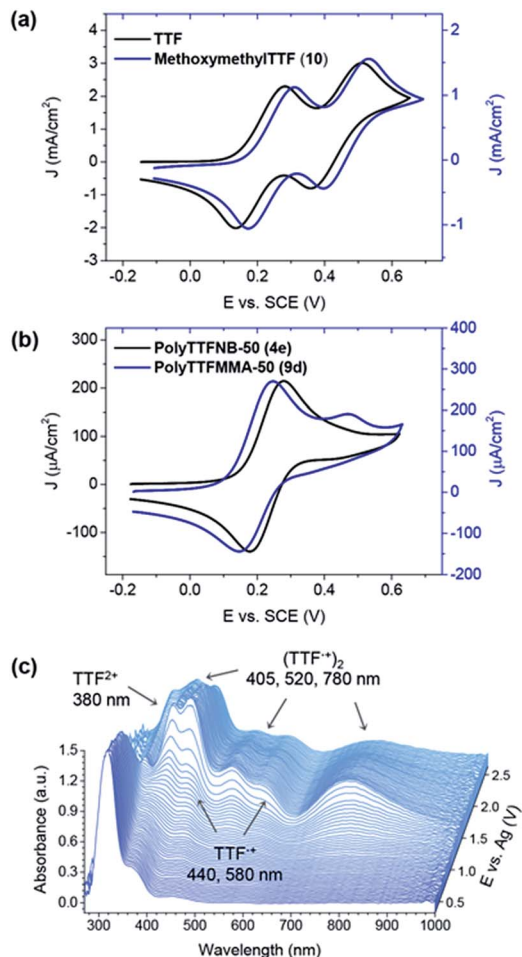 (a)
TTF
MethoxymethylTTF (10)
4
3
2
1
0
-1
-2
-3
J (mA/cm²)
2
1
0
-1
J (mA/cm²)
-0.2 0.0 0.2 0.4 0.6
E vs. SCE (V)
(b)
PolyTTFNB-50 (4e)
PolyTTFMMA-50 (9d)
300
200
100
0
-100
J (µA/cm²)
400
300
200
100
0
-100
-200
J (µA/cm²)
-0.2 0.0 0.2 0.4 0.6
E vs. SCE (V)
(c)
TTF²⁺
380 nm
(TTF·⁺)₂
405, 520, 780 nm
TTF·⁺
440, 580 nm
1.5
1.2
0.9
0.6
0.3
0.0
Absorbance (a.u.)
2.5
2.0
1.5
1.0
0.5
E vs. Ag (V)
300 400 500 600 700 800 900 1000
Wavelength (nm)